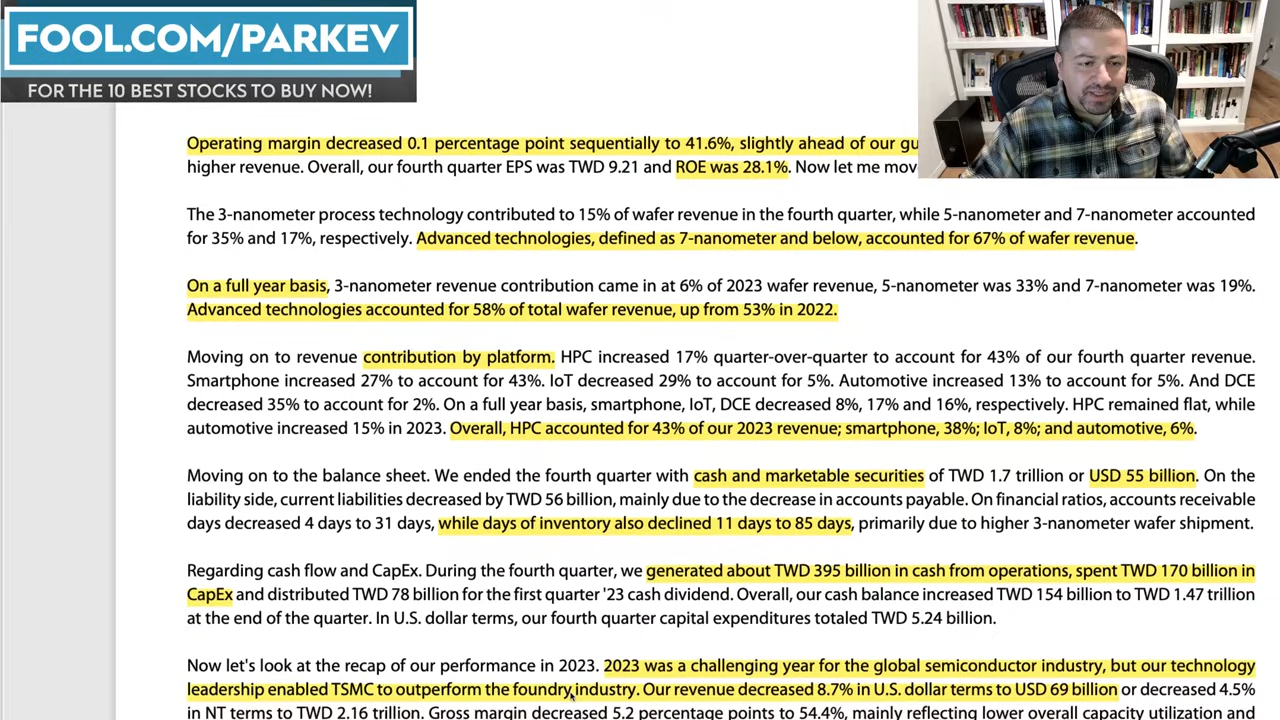 FOOL.COM/PARKEV
FOR THE 10 BEST STOCKS TO BUY NOW!
Operating margin decreased 0.1 percentage point sequentially to 41.6%, slightly ahead of our gu
higher revenue. Overall, our fourth quarter EPS was TWD 9.21 and ROE was 28.1%. Now let me mov
The 3-nanometer process technology contributed to 15% of wafer revenue in the fourth quarter, while 5-nanometer and 7-nanometer accounted
for 35% and 17%, respectively. Advanced technologies, defined as 7-nanometer and below, accounted for 67% of wafer revenue.
On a full year basis, 3-nanometer revenue contribution came in at 6% of 2023 wafer revenue, 5-nanometer was 33% and 7-nanometer was 19%.
Advanced technologies accounted for 58% of total wafer revenue, up from 53% in 2022.
Moving on to revenue contribution by platform. HPC increased 17% quarter-over-quarter to account for 43% of our fourth quarter revenue.
Smartphone increased 27% to account for 43%. IoT decreased 29% to account for 5%. Automotive increased 13% to account for 5%. And DCE
decreased 35% to account for 2%. On a full year basis, smartphone, IoT, DCE decreased 8%, 17% and 16%, respectively. HPC remained flat, while
automotive increased 15% in 2023. Overall, HPC accounted for 43% of our 2023 revenue; smartphone, 38%; IoT, 8%; and automotive, 6%.
Moving on to the balance sheet. We ended the fourth quarter with cash and marketable securities of TWD 1.7 trillion or USD 55 billion. On the
liability side, current liabilities decreased by TWD 56 billion, mainly due to the decrease in accounts payable. On financial ratios, accounts receivable
days decreased 4 days to 31 days, while days of inventory also declined 11 days to 85 days, primarily due to higher 3-nanometer wafer shipment.
Regarding cash flow and CapEx. During the fourth quarter, we generated about TWD 395 billion in cash from operations, spent TWD 170 billion in
CapEx and distributed TWD 78 billion for the first quarter '23 cash dividend. Overall, our cash balance increased TWD 154 billion to TWD 1.47 trillion
at the end of the quarter. In U.S. dollar terms, our fourth quarter capital expenditures totaled TWD 5.24 billion.
Now let's look at the recap of our performance in 2023. 2023 was a challenging year for the global semiconductor industry, but our technology
leadership enabled TSMC to outperform the foundry industry. Our revenue decreased 8.7% in U.S. dollar terms to USD 69 billion or decreased 4.5%
in NT terms to TWD 2.16 trillion. Gross margin decreased 5.2 percentage points to 54.4%, mainly reflecting lower overall capacity utilization and